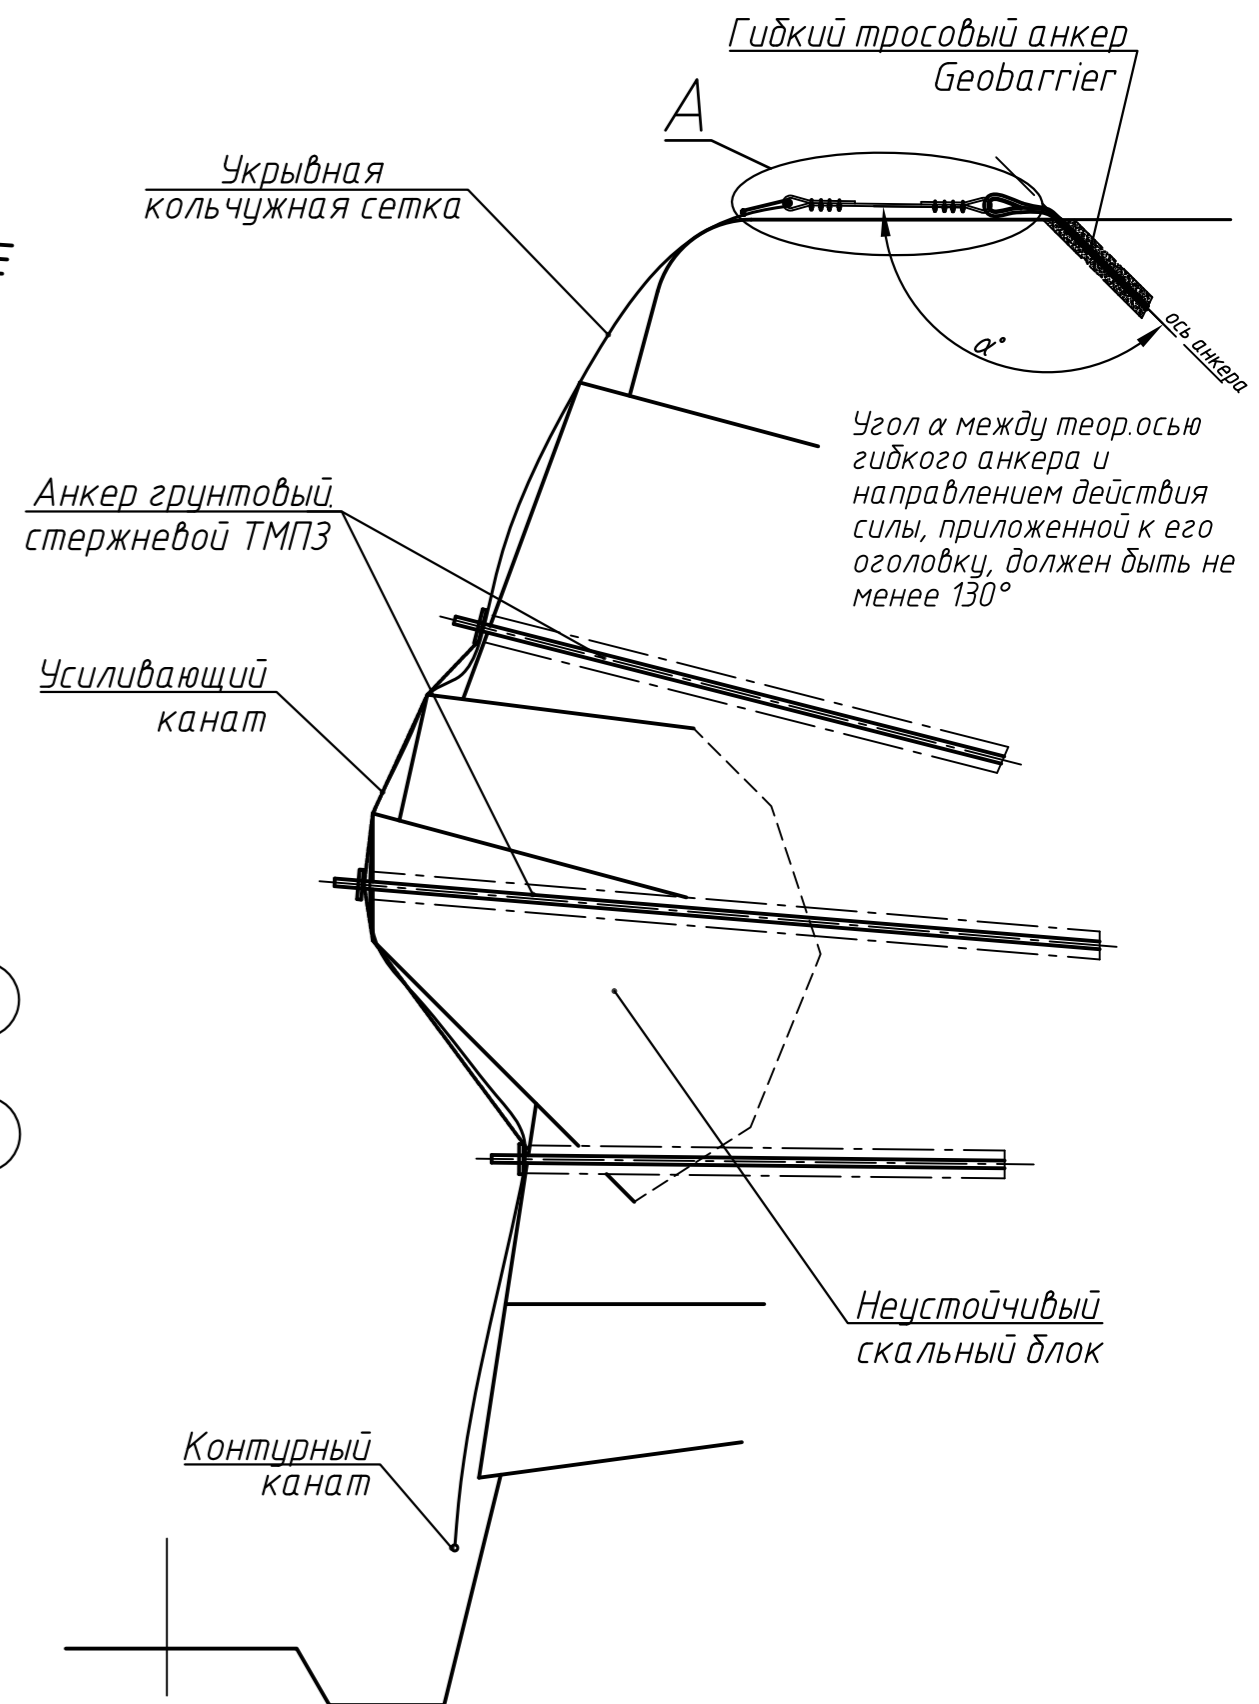 Гибкий тросовый анкер
Geobarrier
А
Укрывная
кольчужная сетка
α°
ось анкера
Угол α между теор.осью
гибкого анкера и
направлением действия
силы, приложенной к его
оголовку, должен быть не
менее 130°
Анкер грунтовый
стержневой ТМПЗ
Усиливающий
канат
Неустойчивый
скальный блок
Контурный
канат